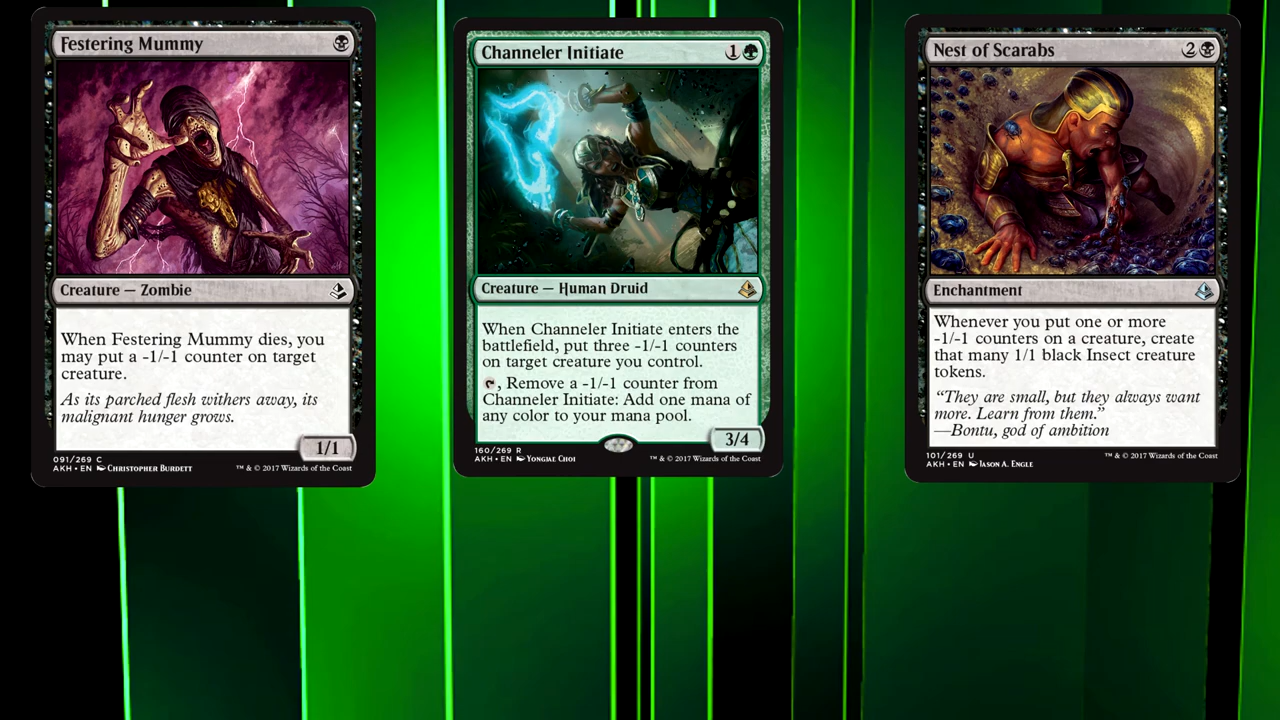 Festering Mummy
Creature — Zombie
When Festering Mummy dies, you
may put a -1/-1 counter on target
creature.
As its parched flesh withers away, its
malignant hunger grows.
1/1
091/269 C
AKH • EN Christopher Burdett
™ & © 2017 Wizards of the Coast
Channeler Initiate
1
Creature — Human Druid
When Channeler Initiate enters the
battlefield, put three -1/-1 counters
on target creature you control.
, Remove a -1/-1 counter from
Channeler Initiate: Add one mana of
any color to your mana pool.
3/4
160/269 R
AKH • EN Yongjae Choi
™ & © 2017 Wizards of the Coast
Nest of Scarabs
2
Enchantment
Whenever you put one or more
-1/-1 counters on a creature, create
that many 1/1 black Insect creature
tokens.
“They are small, but they always want
more. Learn from them.”
—Bontu, god of ambition
101/269 U
AKH • EN Jason A. Engle
™ & © 2017 Wizards of the Coast